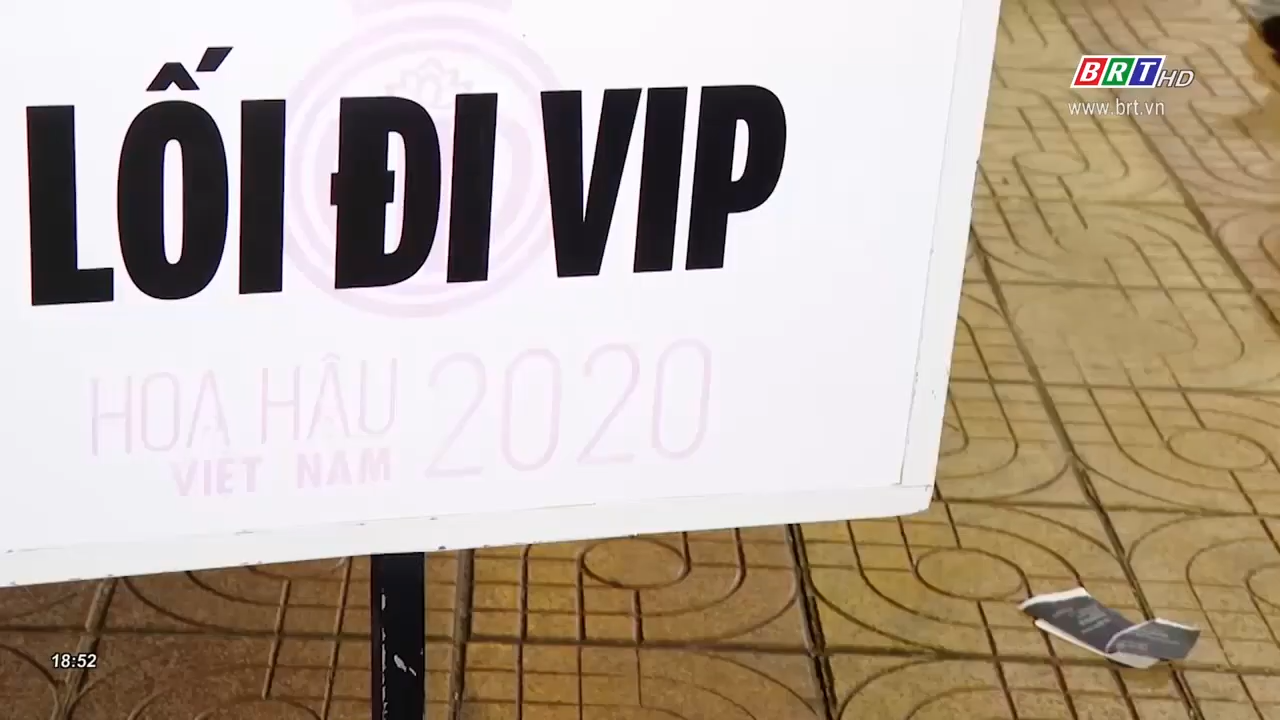 BRT HD
www.brt.vn
LỐI ĐI VIP
HOA HẬU
VIỆT NAM
2020
18:52